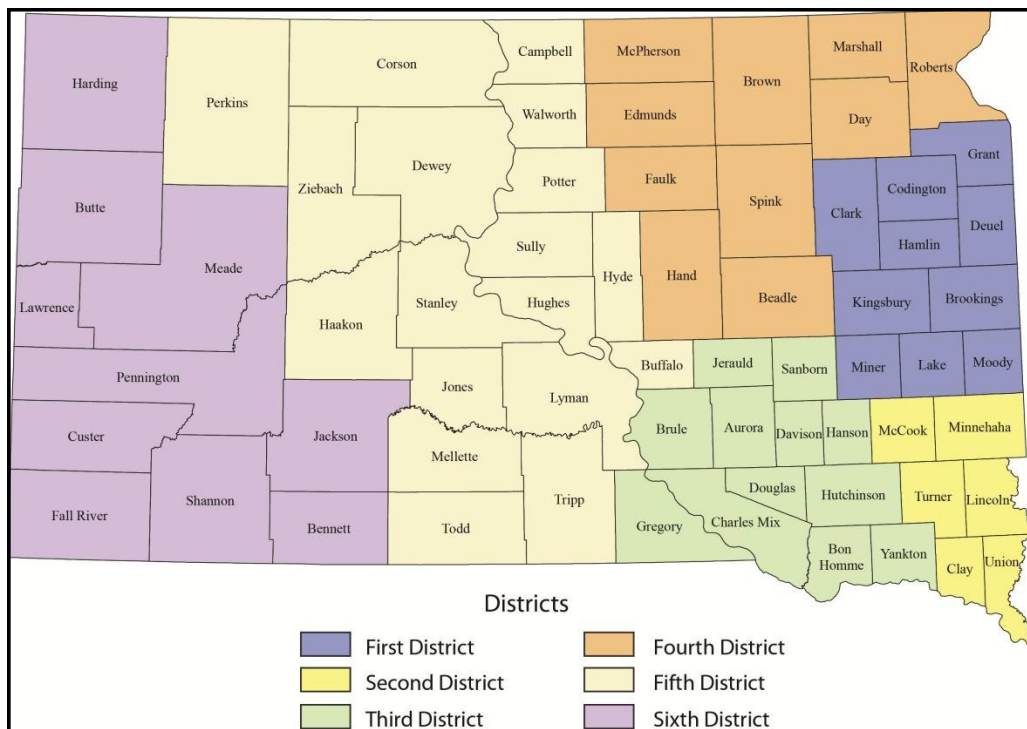 Harding
Perkins
Corson
Campbell
McPherson
Brown
Marshall
Roberts
Walworth
Edmunds
Day
Grant
Butte
Ziebach
Dewey
Potter
Faulk
Spink
Clark
Codington
Deuel
Hamlin
Meade
Sully
Hyde
Hand
Lawrence
Haakon
Stanley
Hughes
Beadle
Kingsbury
Brookings
Pennington
Jones
Lyman
Buffalo
Jerauld
Sanborn
Miner
Lake
Moody
Custer
Jackson
Mellette
Brule
Aurora
Davison
Hanson
McCook
Minnehaha
Fall River
Shannon
Bennett
Todd
Tripp
Gregory
Charles Mix
Douglas
Hutchinson
Turner
Lincoln
Bon
Homme
Yankton
Clay
Union
Districts
First District
Second District
Third District
Fourth District
Fifth District
Sixth District